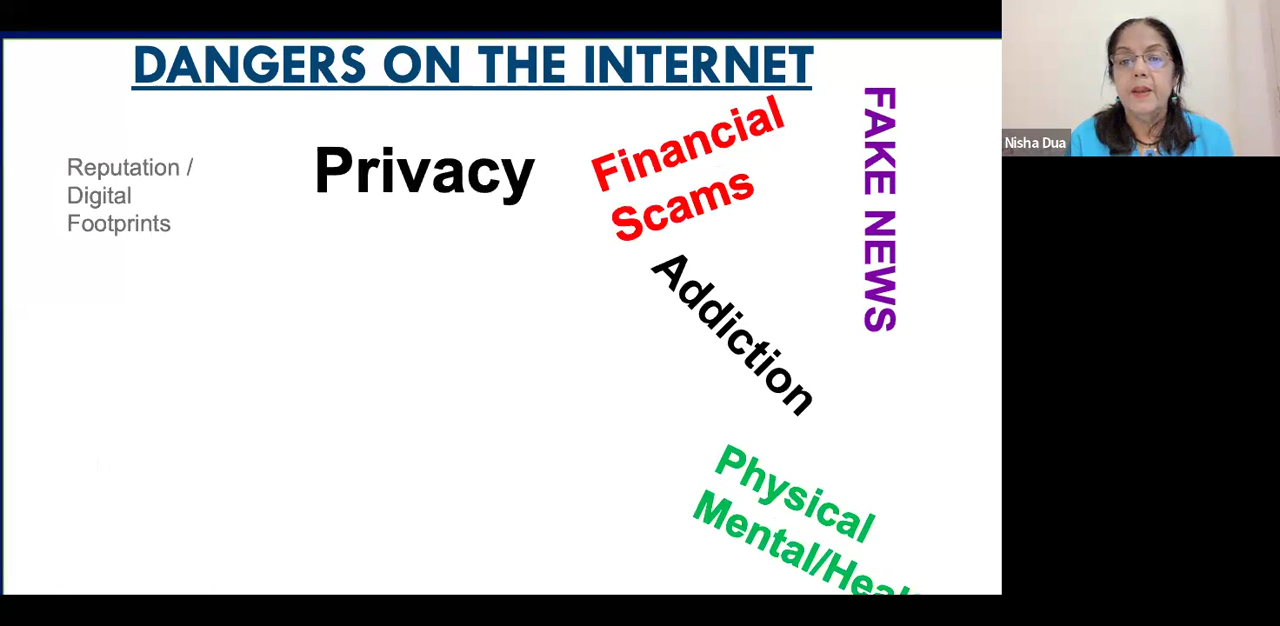 DANGERS ON THE INTERNET
Reputation /
Digital
Footprints
Privacy
Financial
Scams
FAKE NEWS
Addiction
Physical
Nisha Dua